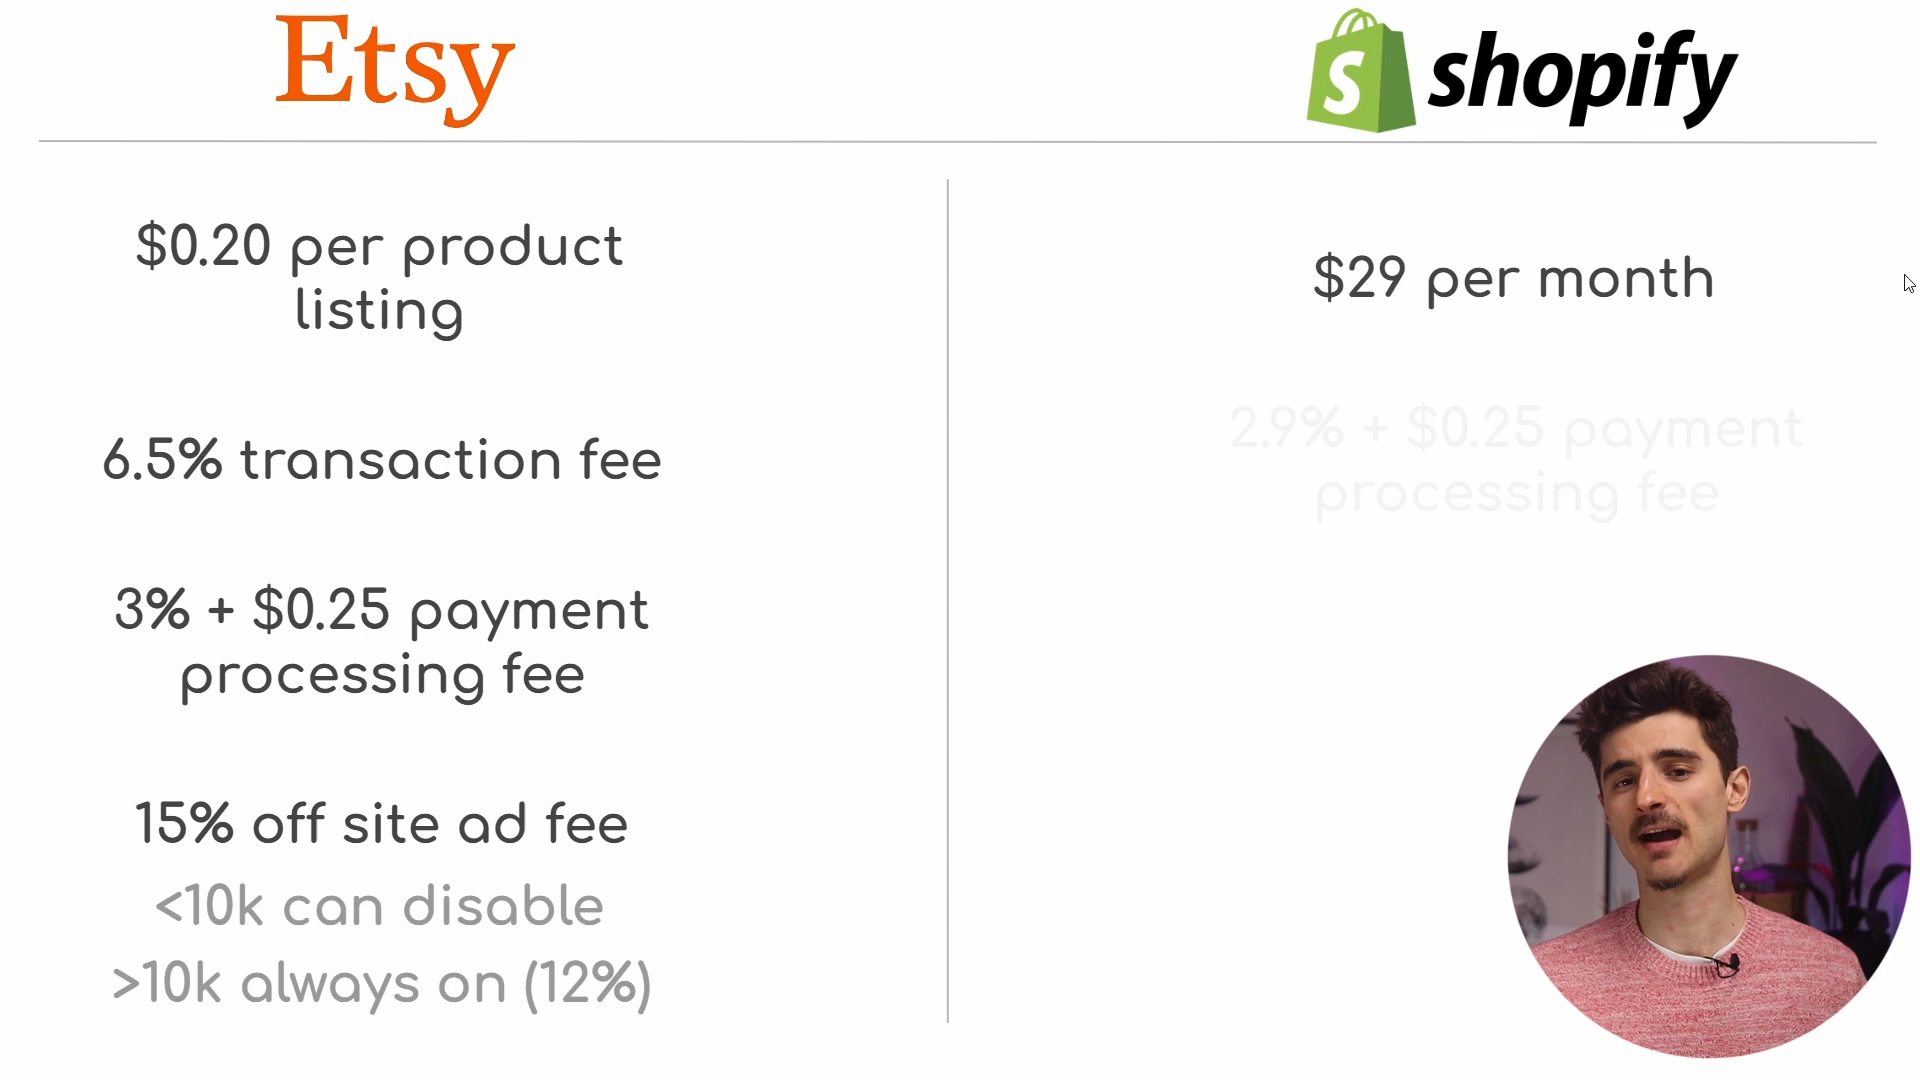 Etsy
$0.20 per product
listing
6.5% transaction fee
3% + $0.25 payment
processing fee
15% off site ad fee
<10k can disable
>10k always on (12%)
S shopify
$29 per month
2.9% + $0.25 payment
processing fee